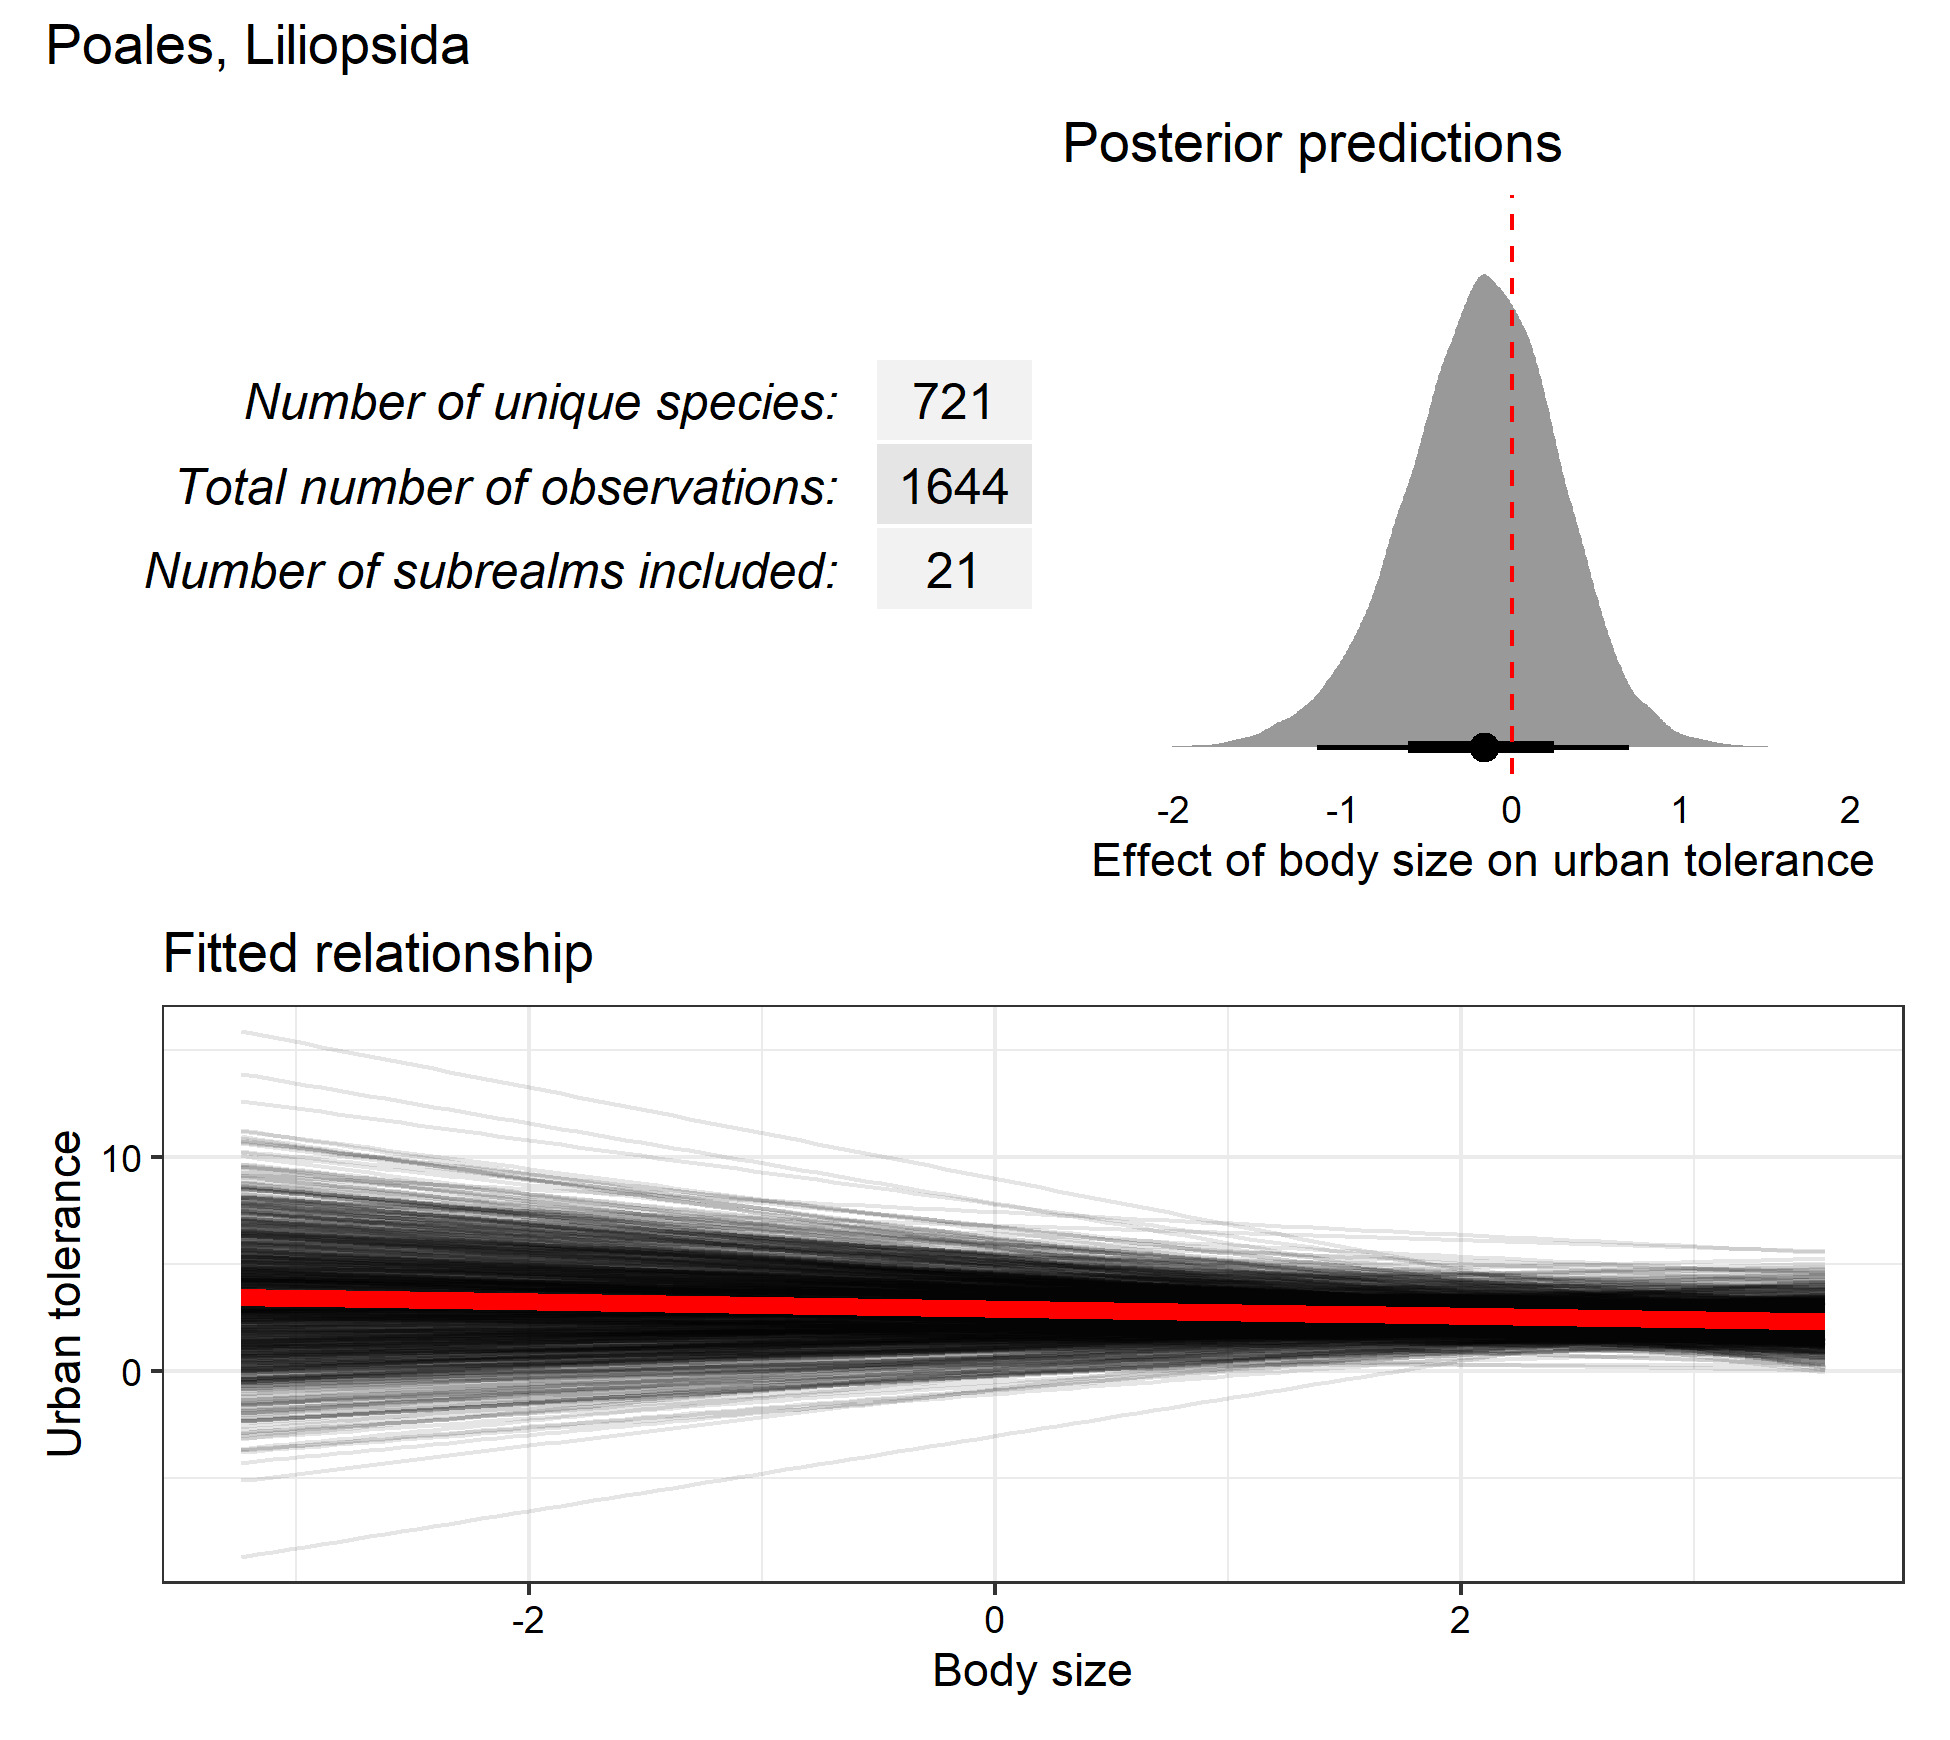 Poales, Liliopsida
Posterior predictions
Number of unique species: 721
Total number of observations: 1644
Number of subrealms included: 21
-2 -1 0 1 2
Effect of body size on urban tolerance
Fitted relationship
Urban tolerance
10
0
-2 0 2
Body size